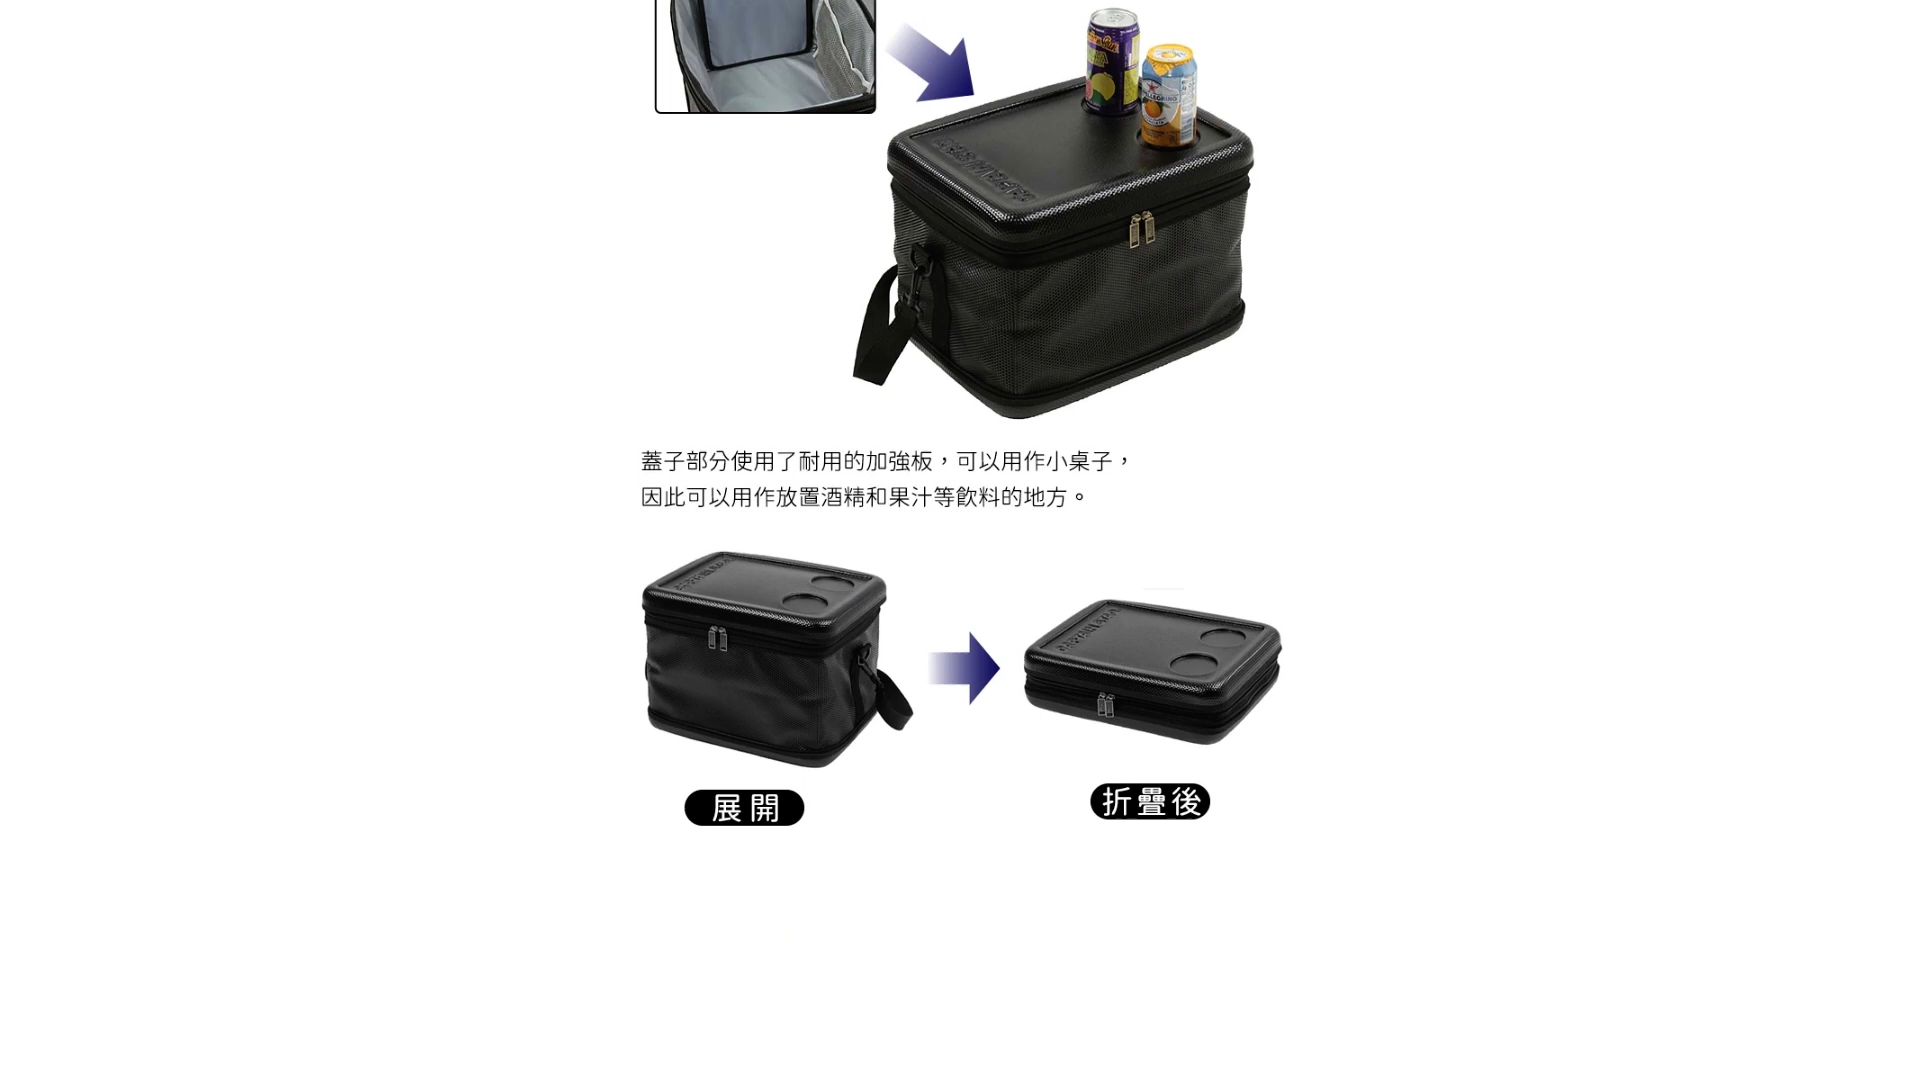 蓋子部分使用了耐用的加強板，可以用作小桌子，
因此可以用作放置酒精和果汁等飲料的地方。
展開
折疊後